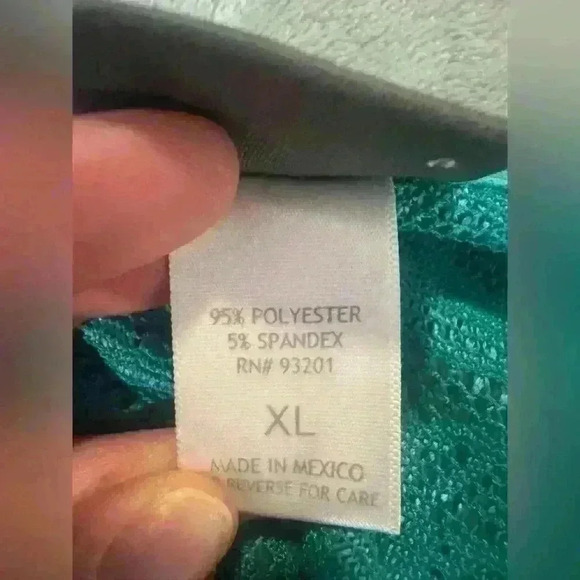 95% POLYESTER
5% SPANDEX
RN# 93201
XL
MADE IN MEXICO
REVERSE FOR CARE